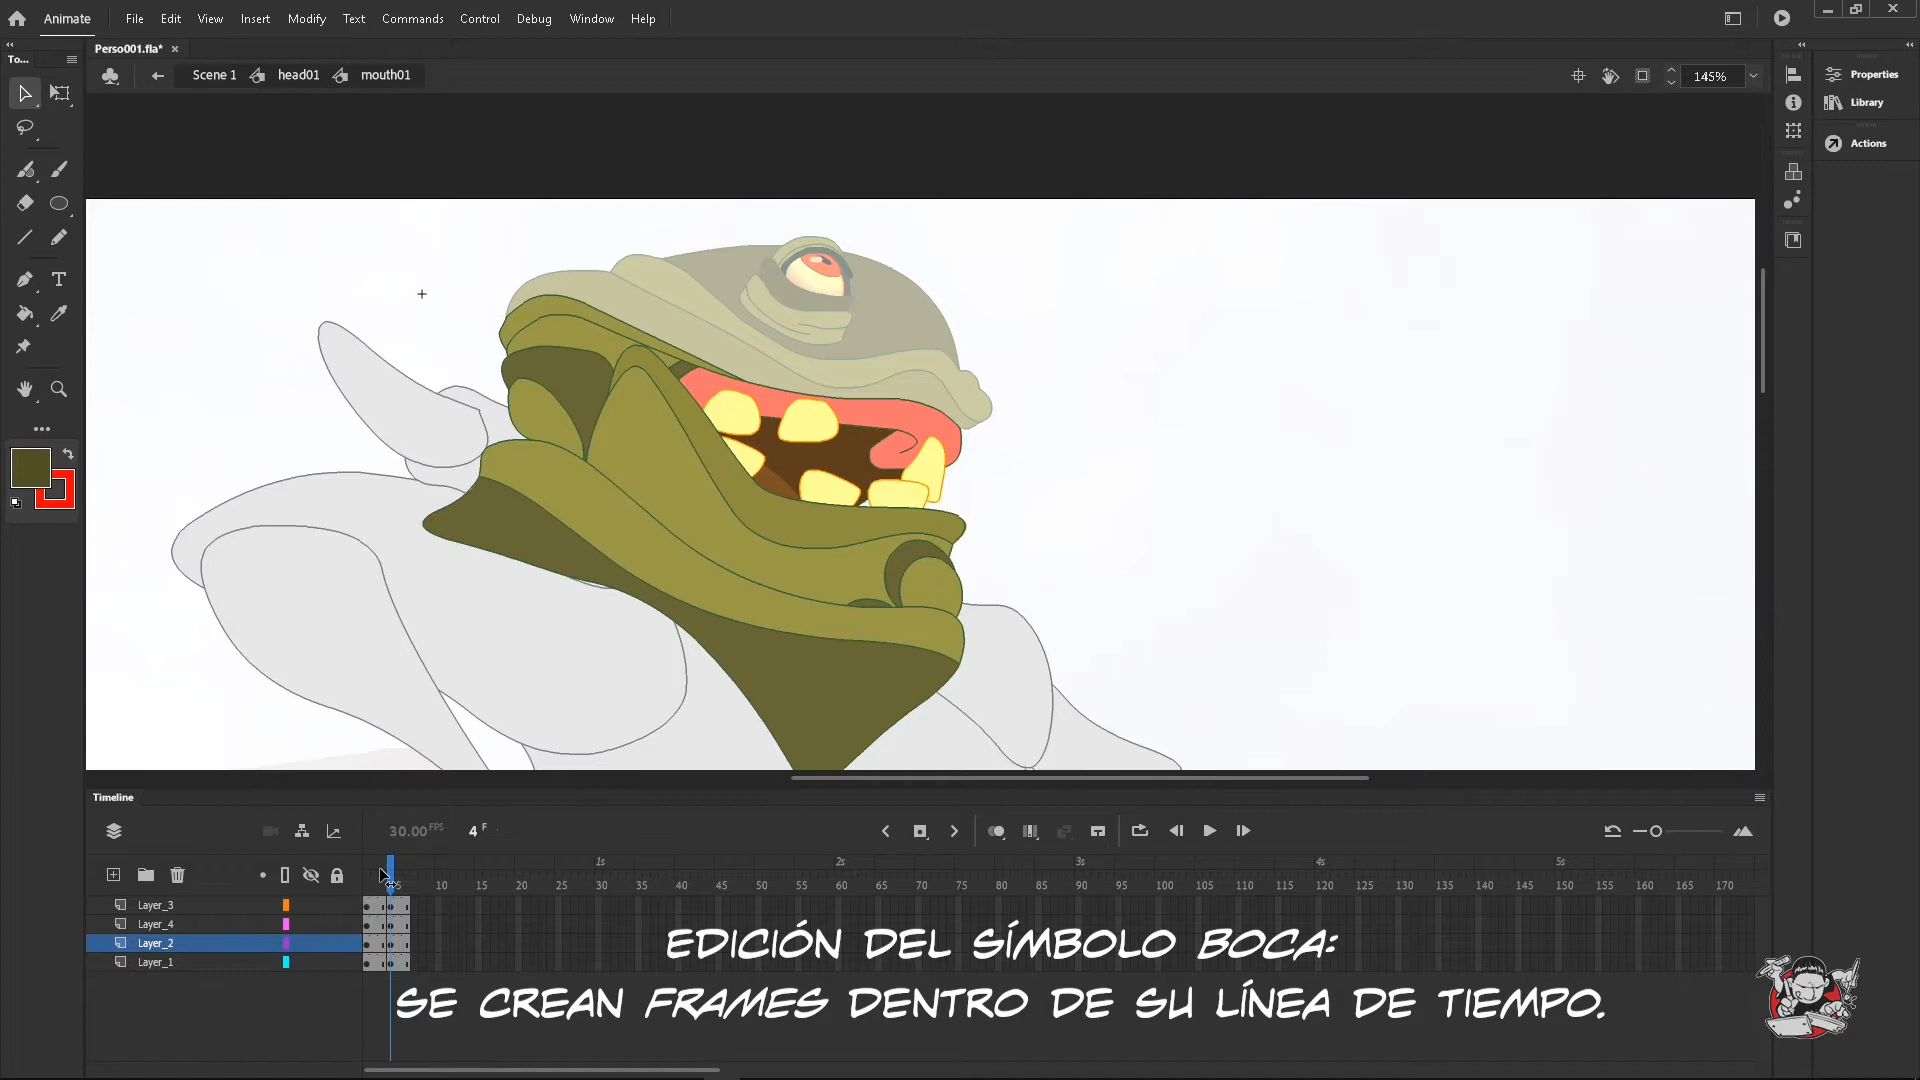 Animate File Edit View Insert Modify Text Commands Control Debug Window Help
Perso001.fla*
To...
Scene 1 head01 mouth01 145%
Properties
Library
Actions
Timeline
30.00 FPS 4 F
1s 2s 3s 4s 5s
5 10 15 20 25 30 35 40 45 50 55 60 65 70 75 80 85 90 95 100 105 110 115 120 125 130 135 140 145 150 155 160 165 170
Layer_3
Layer_4
Layer_2
Layer_1
EDICIÓN DEL SÍMBOLO BOCA:
SE CREAN FRAMES DENTRO DE SU LÍNEA DE TIEMPO.